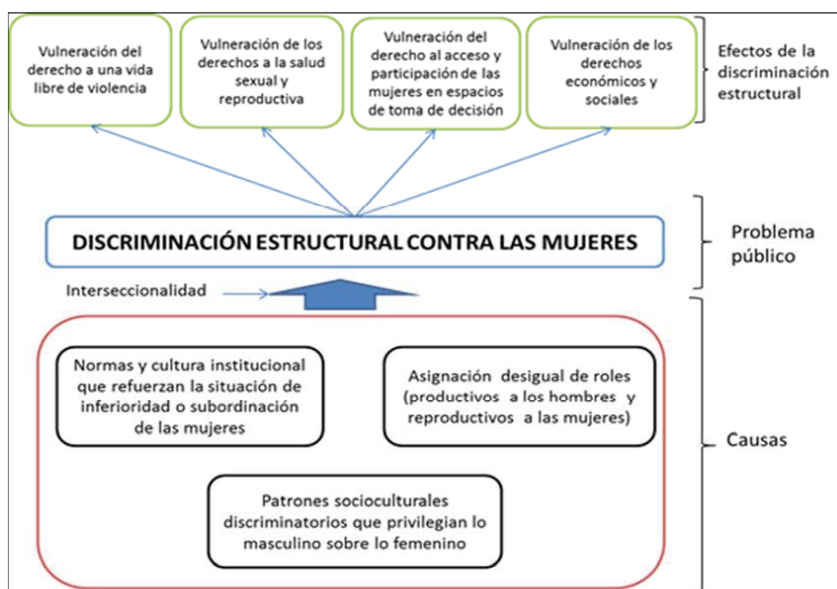 Vulneración del
derecho a una vida
libre de violencia
Vulneración de los
derechos a la salud
sexual y
reproductiva
Vulneración del
derecho al acceso y
participación de las
mujeres en espacios
de toma de decisión
Vulneración de los
derechos
económicos y
sociales
Efectos de la
discriminación
estructural
DISCRIMINACIÓN ESTRUCTURAL CONTRA LAS MUJERES
Problema
público
Interseccionalidad
Normas y cultura institucional
que refuerzan la situación de
inferioridad o subordinación
de las mujeres
Asignación desigual de roles
(productivos a los hombres y
reproductivos a las mujeres)
Patrones socioculturales
discriminatorios que privilegian lo
masculino sobre lo femenino
Causas